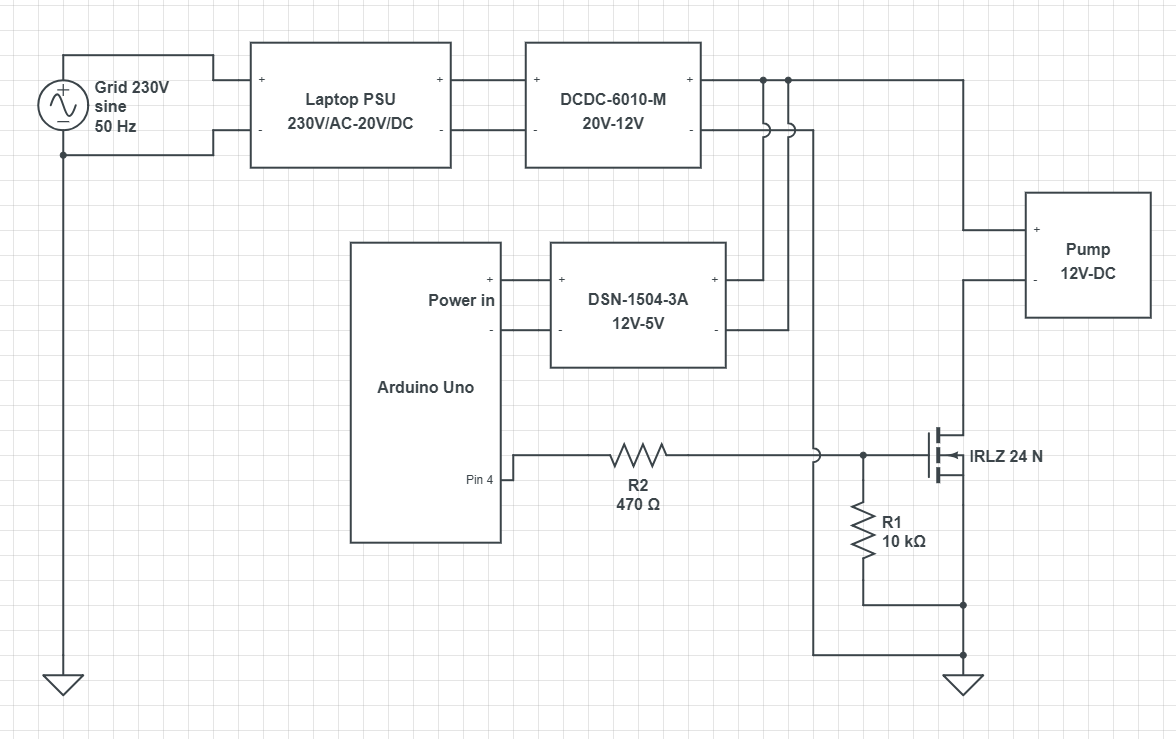 Grid 230V
sine
50 Hz
+
-
Laptop PSU
230V/AC-20V/DC
+
-
+
-
DCDC-6010-M
20V-12V
+
-
+
-
Pump
12V-DC
+
-
Power in
Arduino Uno
Pin 4
+
-
DSN-1504-3A
12V-5V
+
-
R2
470 Ω
IRLZ 24 N
R1
10 kΩ